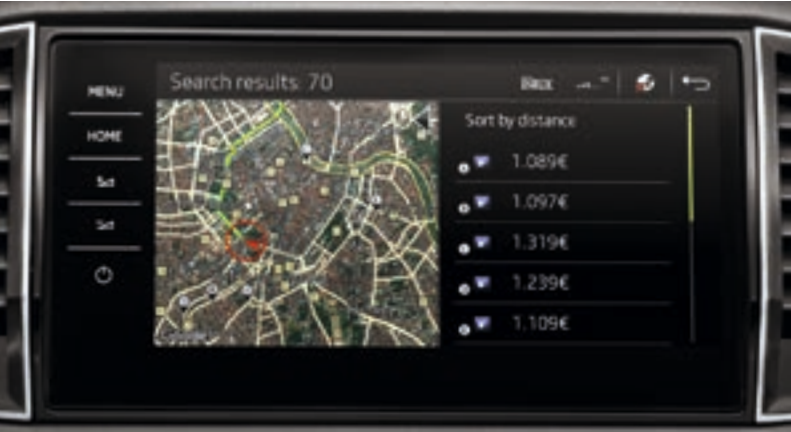 Search results: 70
MENU
HOME
Sort by distance
1.089€
1.097€
1.319€
1.239€
1.109€